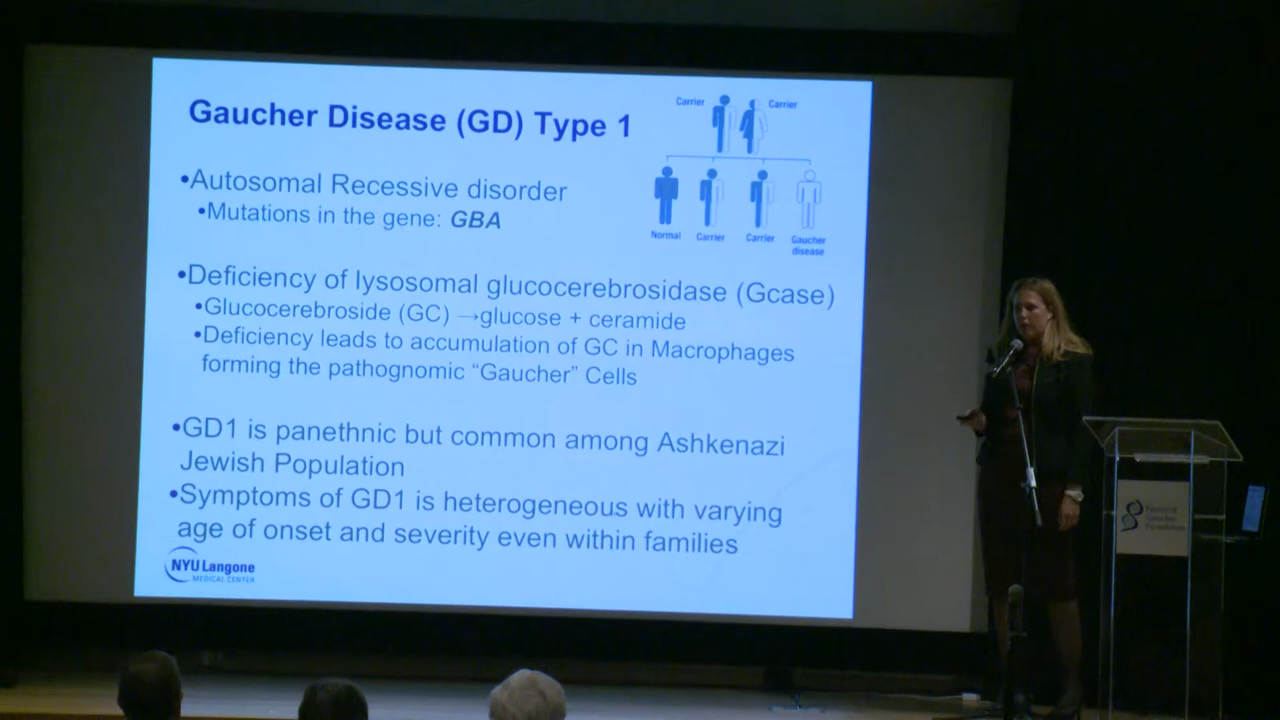 Gaucher Disease (GD) Type 1
Carrier
Carrier
Normal
Carrier
Carrier
Gaucher
disease
•Autosomal Recessive disorder
•Mutations in the gene: GBA
•Deficiency of lysosomal glucocerebrosidase (Gcase)
•Glucocerebroside (GC) →glucose + ceramide
•Deficiency leads to accumulation of GC in Macrophages
forming the pathognomic “Gaucher” Cells
•GD1 is panethnic but common among Ashkenazi
Jewish Population
•Symptoms of GD1 is heterogeneous with varying
age of onset and severity even within families
NYU Langone
MEDICAL CENTER
National
Gaucher
Foundation